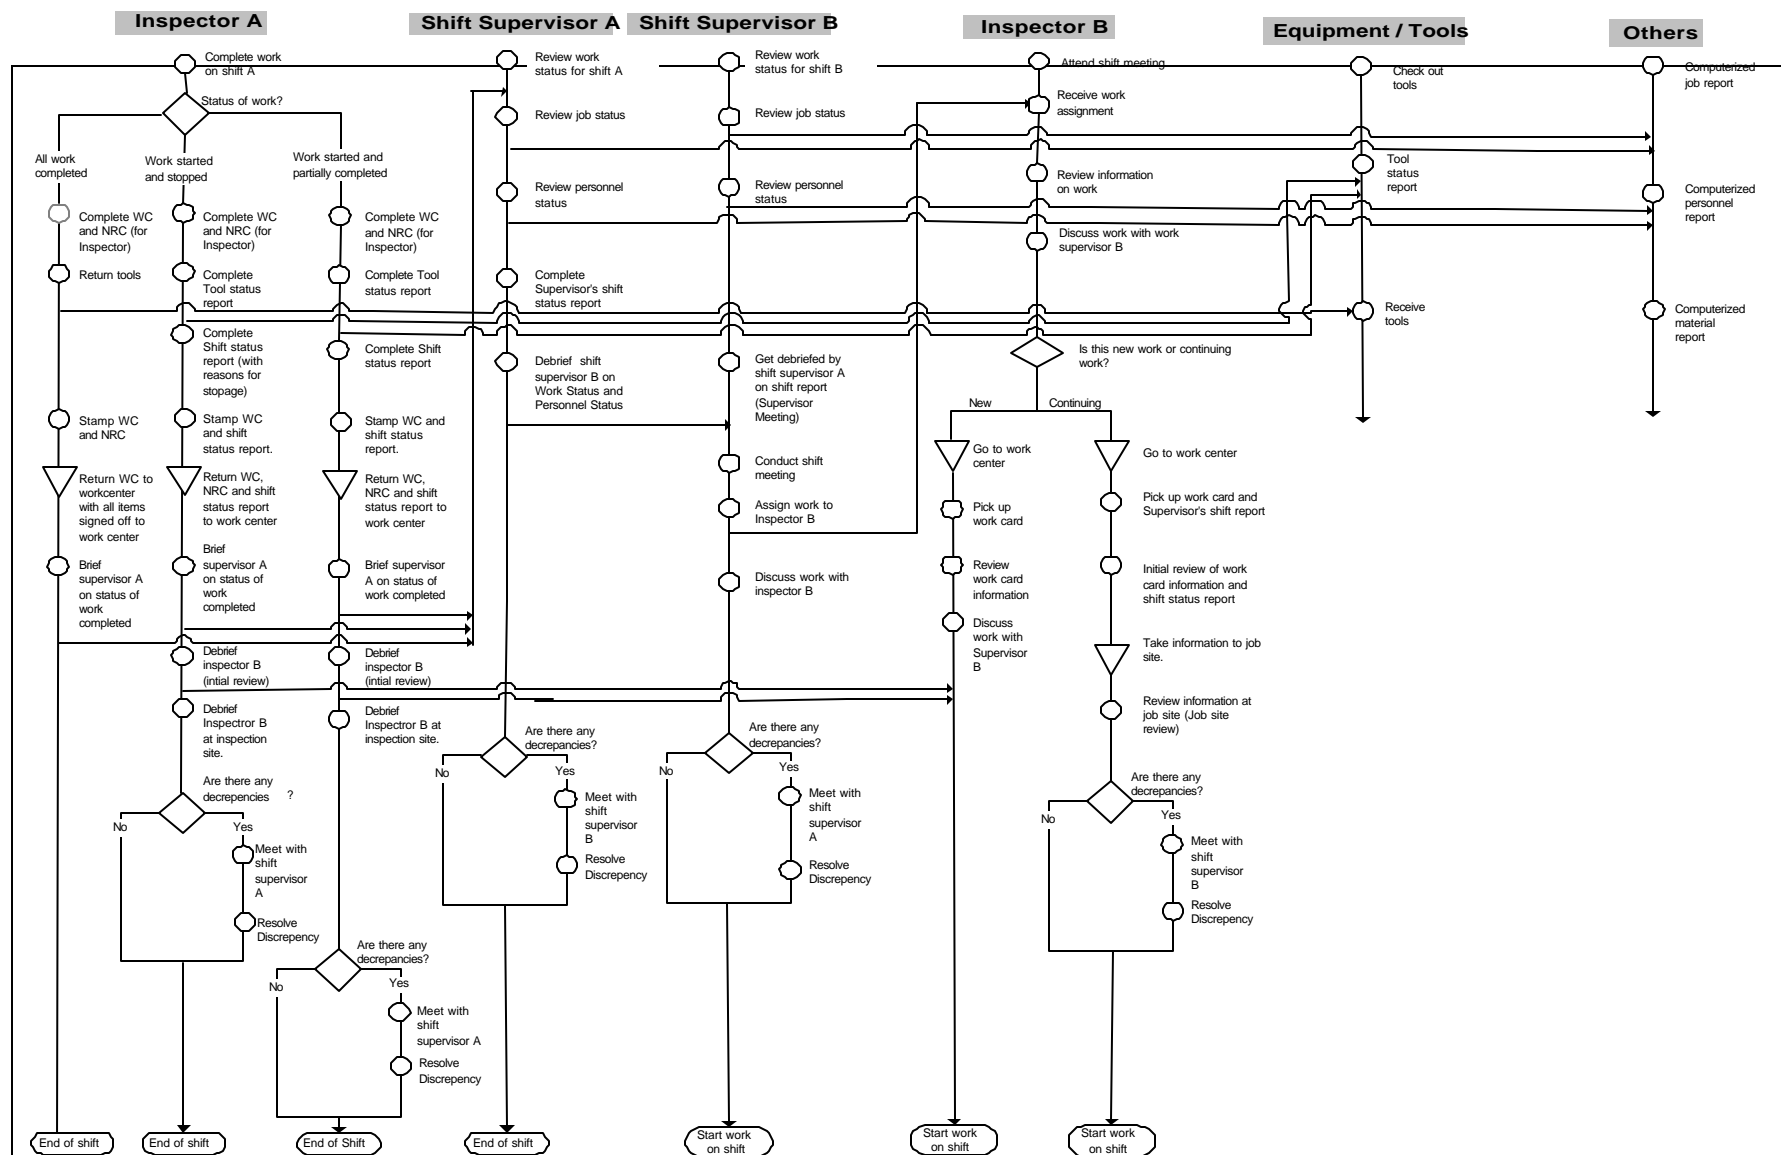 Inspector A
Shift Supervisor A
Shift Supervisor B
Inspector B
Equipment / Tools
Others
Complete work
on shift A
Status of work?
All work
completed
Work started
and stopped
Work started and
partially completed
Complete WC
and NRC (for
Inspector)
Return tools
Stamp WC
and NRC
Return WC to
workcenter
with all items
signed off to
work center
Brief
supervisor A
on status of
work
completed
End of shift
Complete WC
and NRC (for
Inspector)
Complete
Tool status
report
Complete
Shift status
report (with
reasons for
stopage)
Stamp WC
and shift
status report.
Return WC,
NRC and shift
status report
to work center
Brief
supervisor A
on status of
work
completed
Debrief
inspector B
(intial review)
Debrief
Inspectror B
at inspection
site.
Are there any
decrepencies ?
No
Yes
Meet with
shift
supervisor
A
Resolve
Discrepency
End of shift
Complete WC
and NRC (for
Inspector)
Complete Tool
status report
Complete Shift
status report
Stamp WC and
shift status
report.
Return WC,
NRC and shift
status report to
work center
Brief supervisor
A on status of
work completed
Debrief
inspector B
(intial review)
Debrief
Inspectror B at
inspection site.
Are there any
decrepancies?
No
Yes
Meet with
shift
supervisor A
Resolve
Discrepency
End of Shift
Review work
status for shift A
Review job status
Review personnel
status
Complete
Supervisor's shift
status report
Debrief shift
supervisor B on
Work Status and
Personnel Status
Are there any
decrepancies?
No
Yes
Meet with
shift
supervisor
B
Resolve
Discrepency
End of shift
Review work
status for shift B
Review job status
Review personnel
status
Get debriefed by
shift supervisor A
on shift report
(Supervisor
Meeting)
Conduct shift
meeting
Assign work to
Inspector B
Discuss work with
inspector B
Are there any
decrepancies?
No
Yes
Meet with
shift
supervisor
A
Resolve
Discrepency
Start work
on shift
Attend shift meeting
Receive work
assignment
Review information
on work
Discuss work with work
supervisor B
Is this new work or continuing
work?
New
Continuing
Go to work
center
Pick up
work card
Review
work card
information
Discuss
work with
Supervisor
B
Start work
on shift
Go to work center
Pick up work card and
Supervisor's shift report
Initial review of work
card information and
shift status report
Take information to job
site.
Review information at
job site (Job site
review)
Are there any
decrepancies?
No
Yes
Meet with
shift
supervisor
B
Resolve
Discrepency
Start work
on shift
Check out
tools
Tool
status
report
Receive
tools
Computerized
job report
Computerized
personnel
report
Computerized
material
report